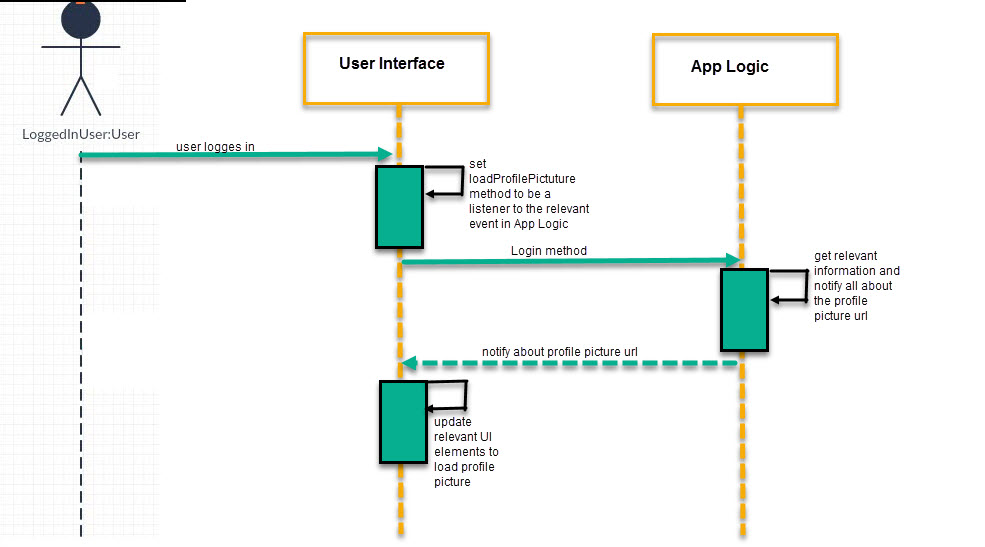 User Interface
App Logic
LoggedInUser:User
user logges in
set
loadProfilePictuture
method to be a
listener to the relevant
event in App Logic
Login method
get relevant
information and
notify all about
the profile
picture url
notify about profile picture url
update
relevant UI
elements to
load profile
picture